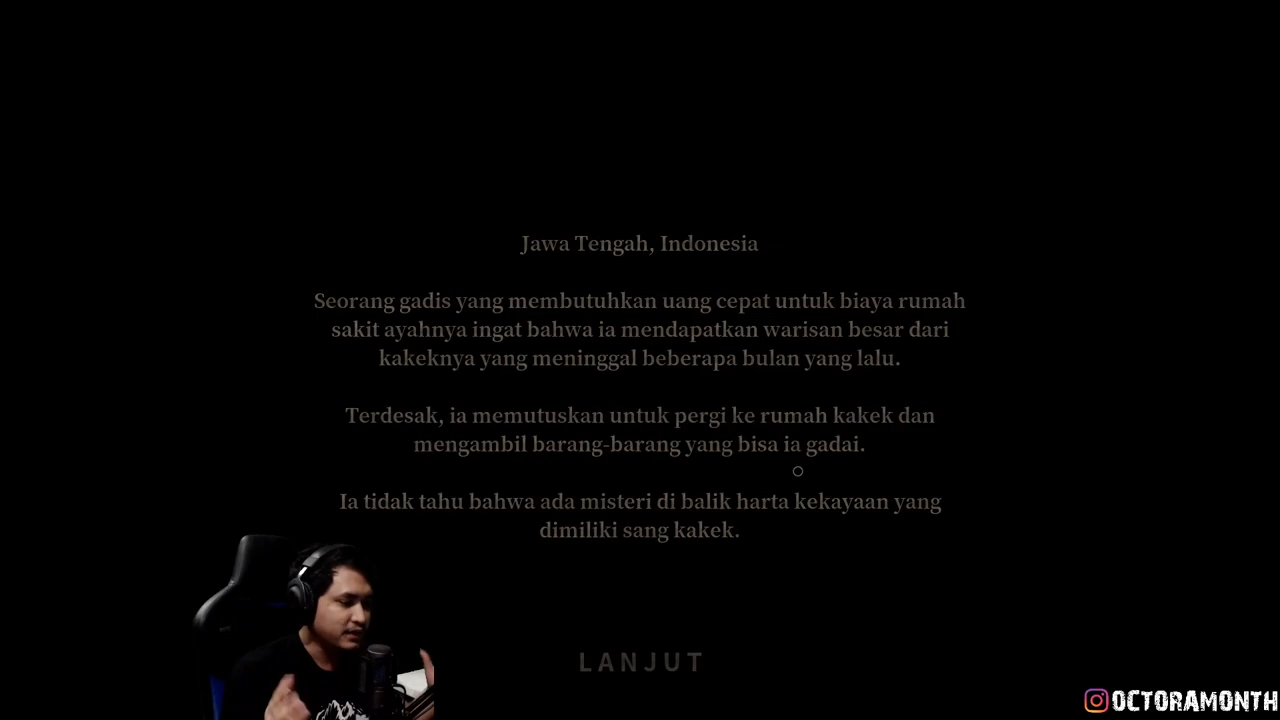 Jawa Tengah, Indonesia
Seorang gadis yang membutuhkan uang cepat untuk biaya rumah
sakit ayahnya ingat bahwa ia mendapatkan warisan besar dari
kakeknya yang meninggal beberapa bulan yang lalu.
Terdesak, ia memutuskan untuk pergi ke rumah kakek dan
mengambil barang-barang yang bisa ia gadai.
Ia tidak tahu bahwa ada misteri di balik harta kekayaan yang
dimiliki sang kakek.
LANJUT
OCTORAMONTH